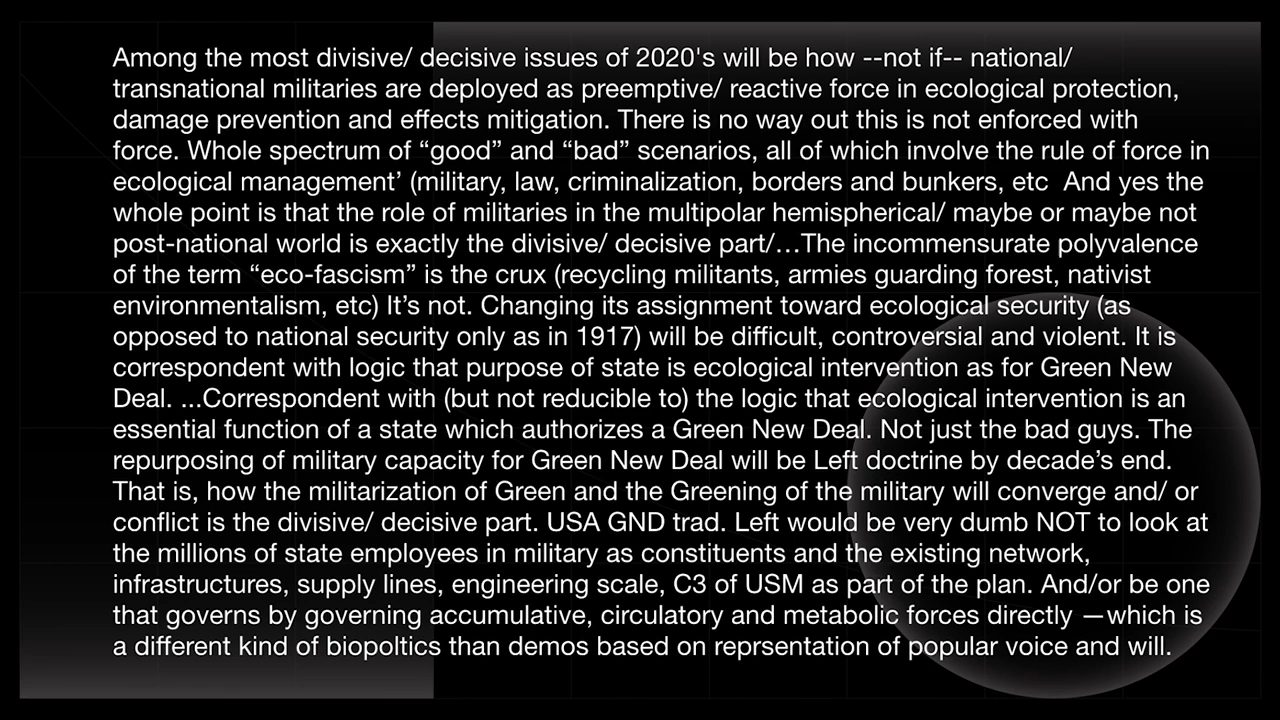 Among the most divisive/ decisive issues of 2020's will be how --not if-- national/
transnational militaries are deployed as preemptive/ reactive force in ecological protection,
damage prevention and effects mitigation. There is no way out this is not enforced with
force. Whole spectrum of “good” and “bad” scenarios, all of which involve the rule of force in
ecological management’ (military, law, criminalization, borders and bunkers, etc  And yes the
whole point is that the role of militaries in the multipolar hemispherical/ maybe or maybe not
post-national world is exactly the divisive/ decisive part/…The incommensurate polyvalence
of the term “eco-fascism” is the crux (recycling militants, armies guarding forest, nativist
environmentalism, etc) It’s not. Changing its assignment toward ecological security (as
opposed to national security only as in 1917) will be difficult, controversial and violent. It is
correspondent with logic that purpose of state is ecological intervention as for Green New
Deal. ...Correspondent with (but not reducible to) the logic that ecological intervention is an
essential function of a state which authorizes a Green New Deal. Not just the bad guys. The
repurposing of military capacity for Green New Deal will be Left doctrine by decade’s end.
That is, how the militarization of Green and the Greening of the military will converge and/ or
conflict is the divisive/ decisive part. USA GND trad. Left would be very dumb NOT to look at
the millions of state employees in military as constituents and the existing network,
infrastructures, supply lines, engineering scale, C3 of USM as part of the plan. And/or be one
that governs by governing accumulative, circulatory and metabolic forces directly —which is
a different kind of biopoltics than demos based on reprsentation of popular voice and will.